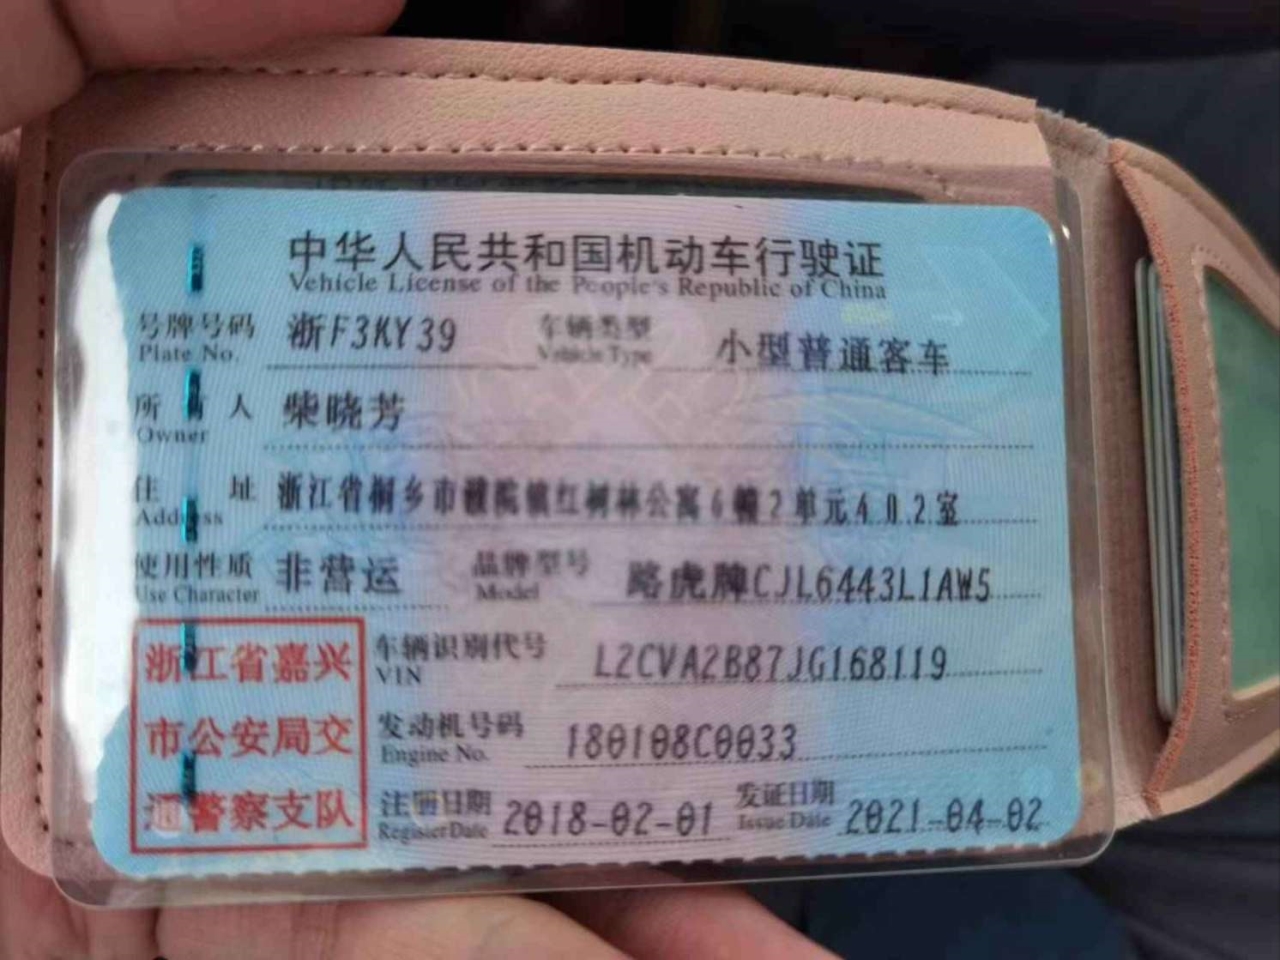 中华人民共和国机动车行驶证
Vehicle License of the People's Republic of China
号牌号码 浙F3KY39 车辆类型 小型普通客车
Plate No. Vehicle Type
所有人 柴晓芳
Owner
住址 浙江省桐乡市濮院镇红树林公寓6幢2单元402室
Address
使用性质 非营运 品牌型号 路虎牌CJL6443L1AW5
Use Character Model
浙江省嘉兴
市公安局交
通警察支队
车辆识别代号 L2CVA2B87JG168119
VIN
发动机号码 180108C0033
Engine No.
注册日期 2018-02-01 发证日期 2021-04-02
Register Date Issue Date